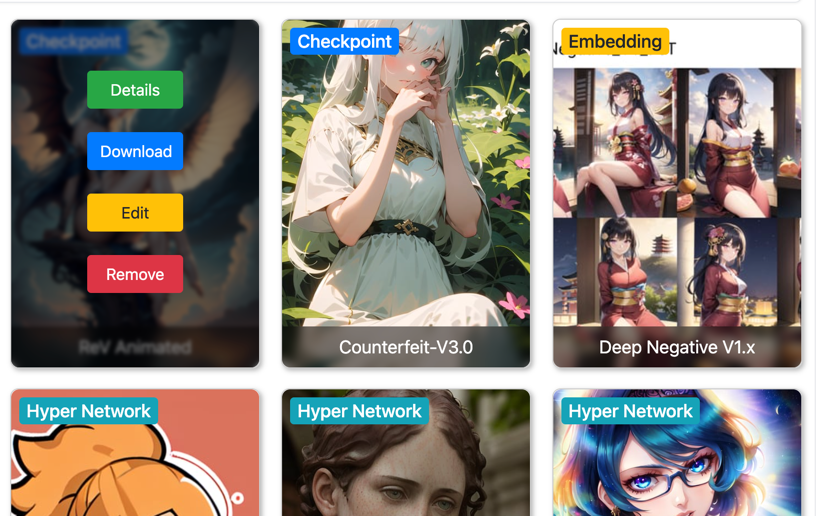 Checkpoint
Details
Download
Edit
Remove
ReV Animated
Checkpoint
Counterfeit-V3.0
Embedding
Deep Negative V1.x
Hyper Network
Hyper Network
Hyper Network